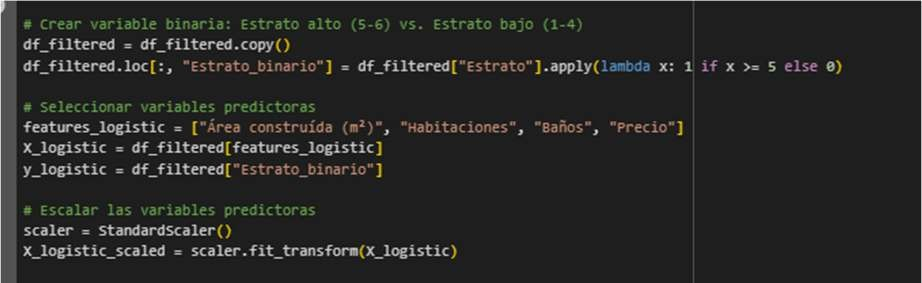 # Crear variable binaria: Estrato alto (5-6) vs. Estrato bajo (1-4)
df_filtered = df_filtered.copy()
df_filtered.loc[:, "Estrato_binario"] = df_filtered["Estrato"].apply(lambda x: 1 if x >= 5 else 0)
# Seleccionar variables predictoras
features_logistic = ["Área construída (m²)", "Habitaciones", "Baños", "Precio"]
X_logistic = df_filtered[features_logistic]
y_logistic = df_filtered["Estrato_binario"]
# Escalar las variables predictoras
scaler = StandardScaler()
X_logistic_scaled = scaler.fit_transform(X_logistic)